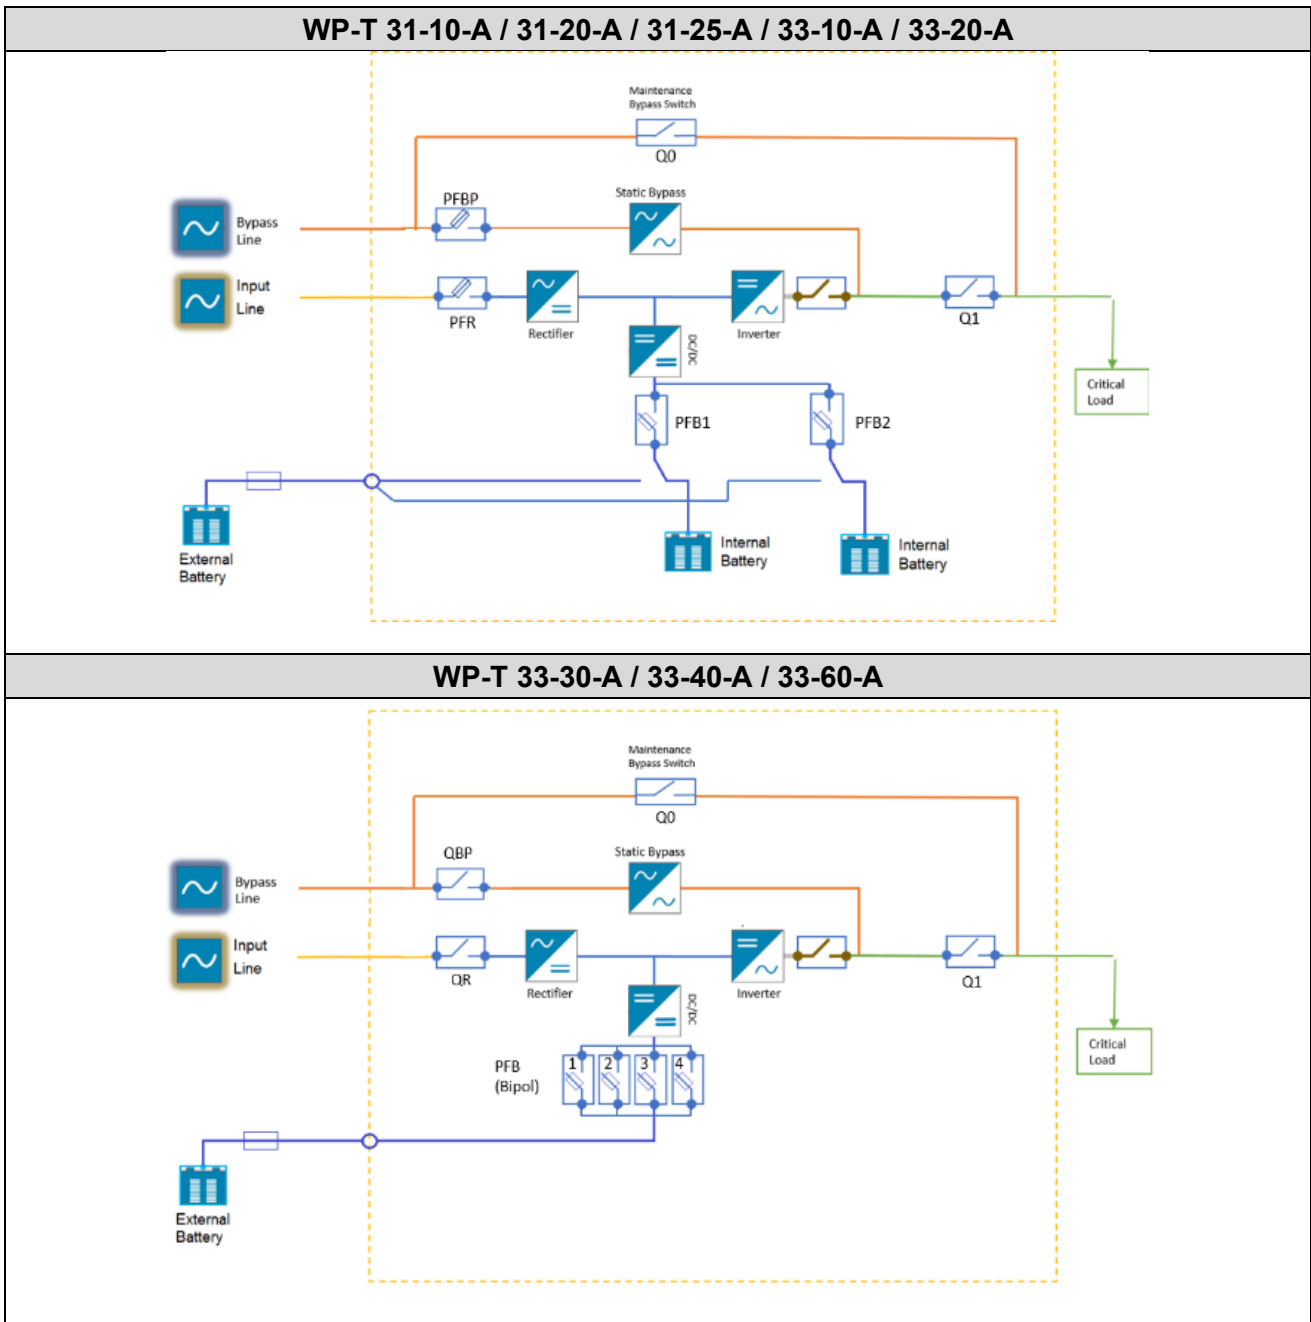 WP-T 31-10-A / 31-20-A / 31-25-A / 33-10-A / 33-20-A
Maintenance
Bypass Switch
Q0
PFBP
Static Bypass
Bypass
Line
Input
Line
PFR
Rectifier
DC/DC
Inverter
Q1
Critical
Load
PFB1
PFB2
External
Battery
Internal
Battery
Internal
Battery
WP-T 33-30-A / 33-40-A / 33-60-A
Maintenance
Bypass Switch
Q0
QBP
Static Bypass
Bypass
Line
Input
Line
QR
Rectifier
DC/DC
Inverter
Q1
Critical
Load
PFB
(Bipol)
1 2 3 4
External
Battery